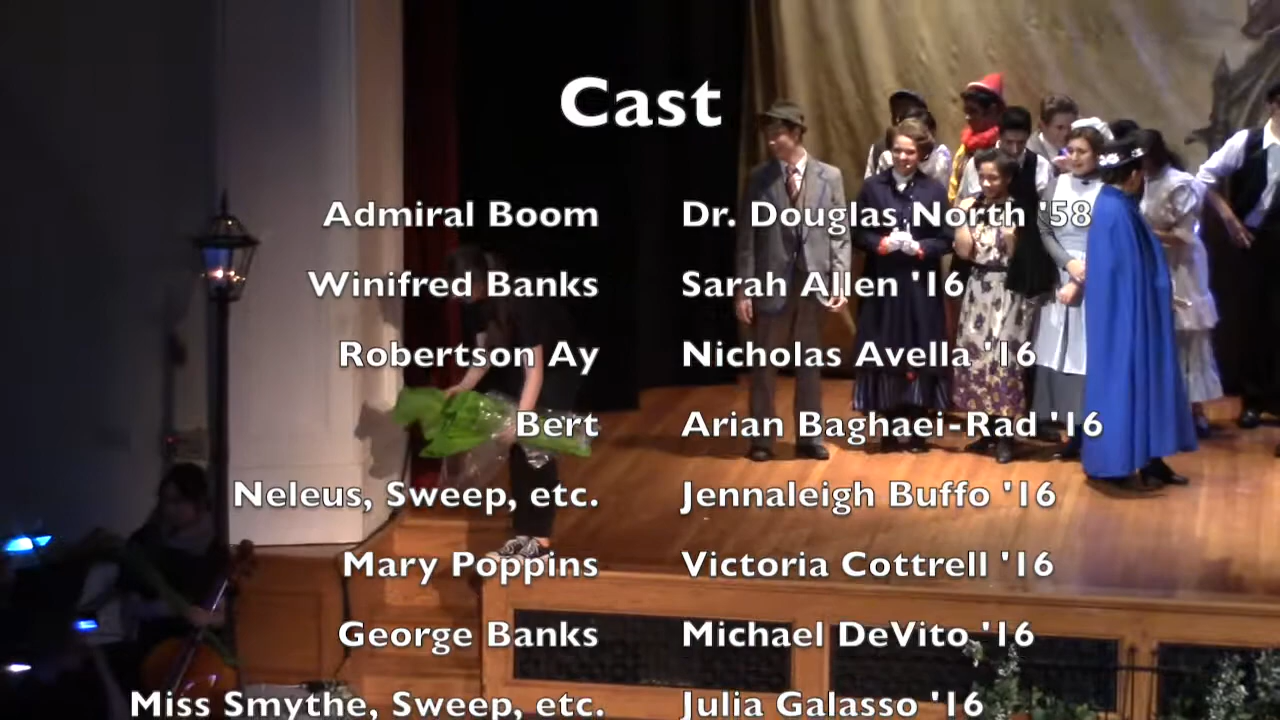 Cast
Admiral Boom Dr. Douglas North '58
Winifred Banks Sarah Allen '16
Robertson Ay Nicholas Avella '16
Bert Arian Baghaei-Rad '16
Neleus, Sweep, etc. Jennaleigh Buffo '16
Mary Poppins Victoria Cottrell '16
George Banks Michael DeVito '16
Miss Smythe, Sweep, etc. Julia Galasso '16